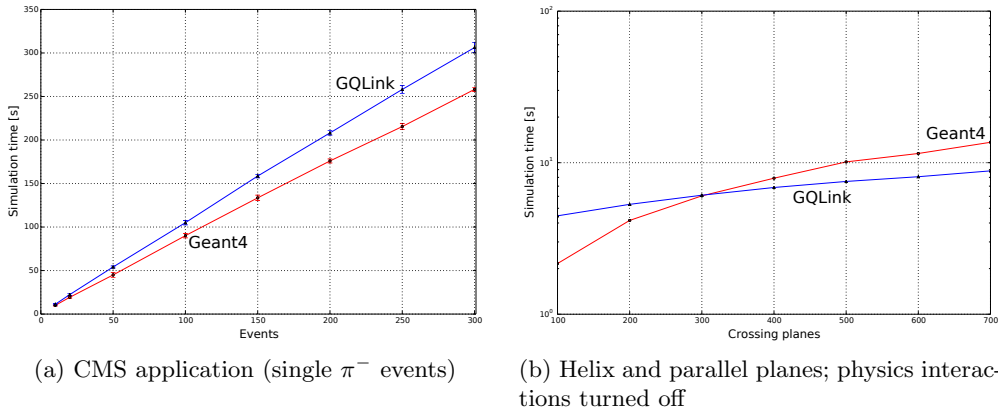 350
300
250
200
150
100
50
0
Simulation time [s]
GQLink
Geant4
0 50 100 150 200 250 300
Events
(a) CMS application (single π⁻ events)
10²
10¹
10⁰
Simulation time [s]
Geant4
GQLink
100 200 300 400 500 600 700
Crossing planes
(b) Helix and parallel planes; physics interac-
tions turned off